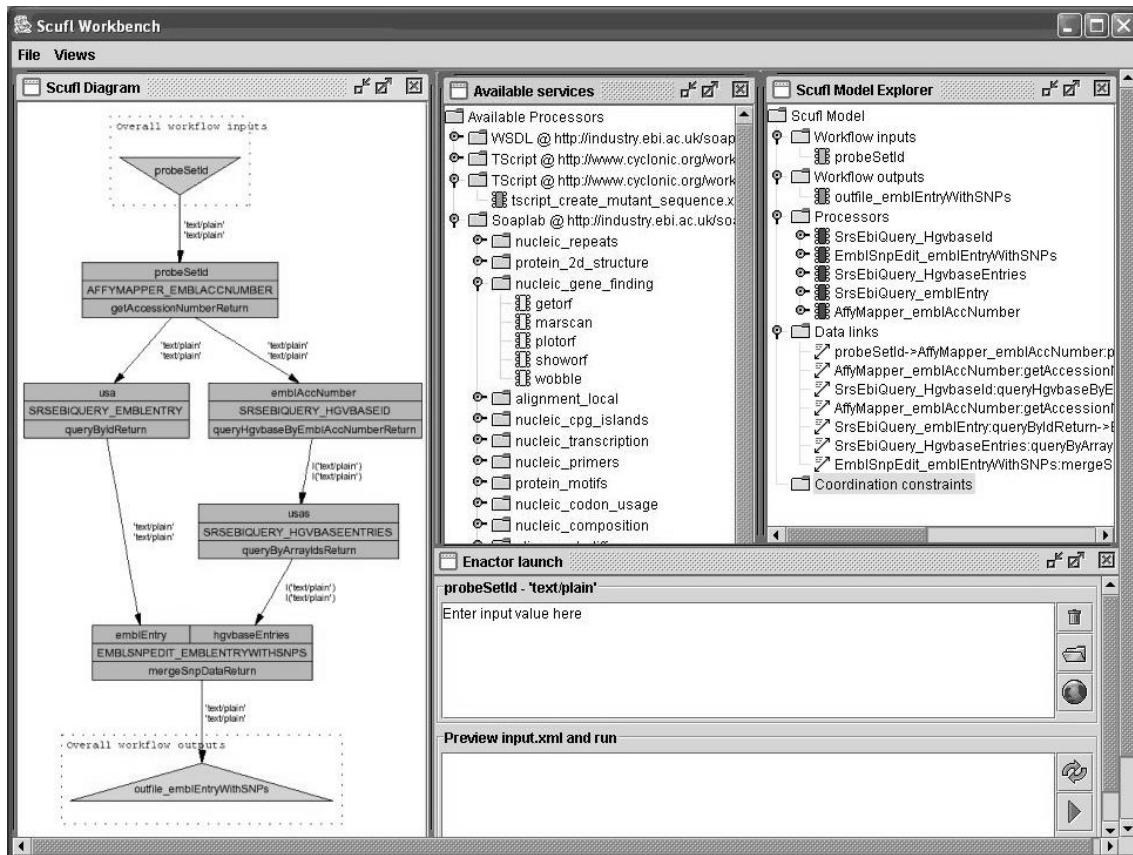 Scufl Workbench
File Views
Scufl Diagram
Overall workflow inputs
probeSetId
'text/plain'
'text/plain'
probeSetId
AFFYMAPPER_EMBLACCNUMBER
getAccessionNumberReturn
'text/plain'
'text/plain'
'text/plain'
'text/plain'
usa
SRSEBIQUERY_EMBLENTRY
queryByIdReturn
emblAccNumber
SRSEBIQUERY_HGVBASEID
queryHgvbaseByEmblAccNumberReturn
l('text/plain')
l('text/plain')
usas
SRSEBIQUERY_HGVBASEENTRIES
queryByArrayIdsReturn
'text/plain'
'text/plain'
l('text/plain')
l('text/plain')
emblEntry hgvbaseEntries
EMBLSNPEDIT_EMBLENTRYWITHSNPS
mergeSnpDataReturn
'text/plain'
'text/plain'
Overall workflow outputs
outfile_emblEntryWithSNPs
Available services
Available Processors
WSDL @ http://industry.ebi.ac.uk/soap
TScript @ http://www.cyclonic.org/work
TScript @ http://www.cyclonic.org/work
tscript_create_mutant_sequence.x
Soaplab @ http://industry.ebi.ac.uk/soa
nucleic_repeats
protein_2d_structure
nucleic_gene_finding
getorf
marscan
plotorf
showorf
wobble
alignment_local
nucleic_cpg_islands
nucleic_transcription
nucleic_primers
protein_motifs
nucleic_codon_usage
nucleic_composition
Scufl Model Explorer
Scufl Model
Workflow inputs
probeSetId
Workflow outputs
outfile_emblEntryWithSNPs
Processors
SrsEbiQuery_HgvbaseId
EmblSnpEdit_emblEntryWithSNPs
SrsEbiQuery_HgvbaseEntries
SrsEbiQuery_emblEntry
AffyMapper_emblAccNumber
Data links
probeSetId->AffyMapper_emblAccNumber:p
AffyMapper_emblAccNumber:getAccessionN
SrsEbiQuery_HgvbaseId:queryHgvbaseByE
AffyMapper_emblAccNumber:getAccessionN
SrsEbiQuery_emblEntry:queryByIdReturn->E
SrsEbiQuery_HgvbaseEntries:queryByArray
EmblSnpEdit_emblEntryWithSNPs:mergeS
Coordination constraints
Enactor launch
probeSetId - 'text/plain'
Enter input value here
Preview input.xml and run